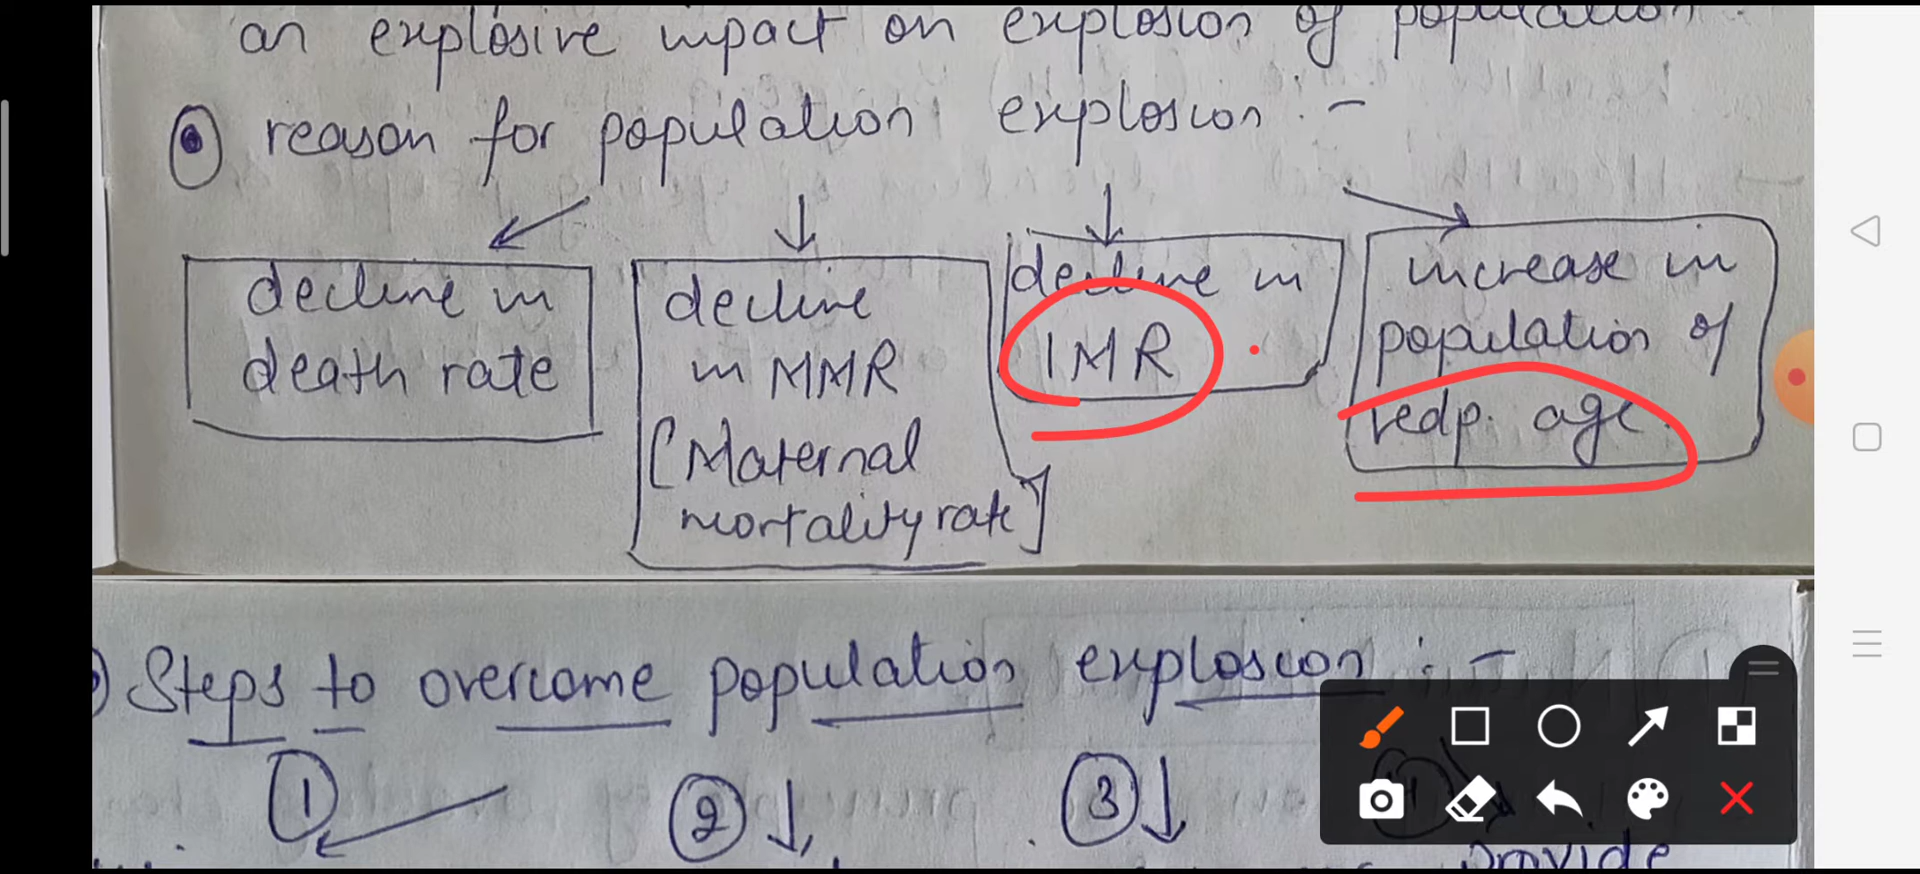 an explosive impact on explosion of population.
reason for population explosion :-
decline in
death rate
decline
in MMR
[Maternal
mortality rate]
decline in
IMR
increase in
population of
redp. age.
Steps to overcome population explosion :-
1
2
3
provide